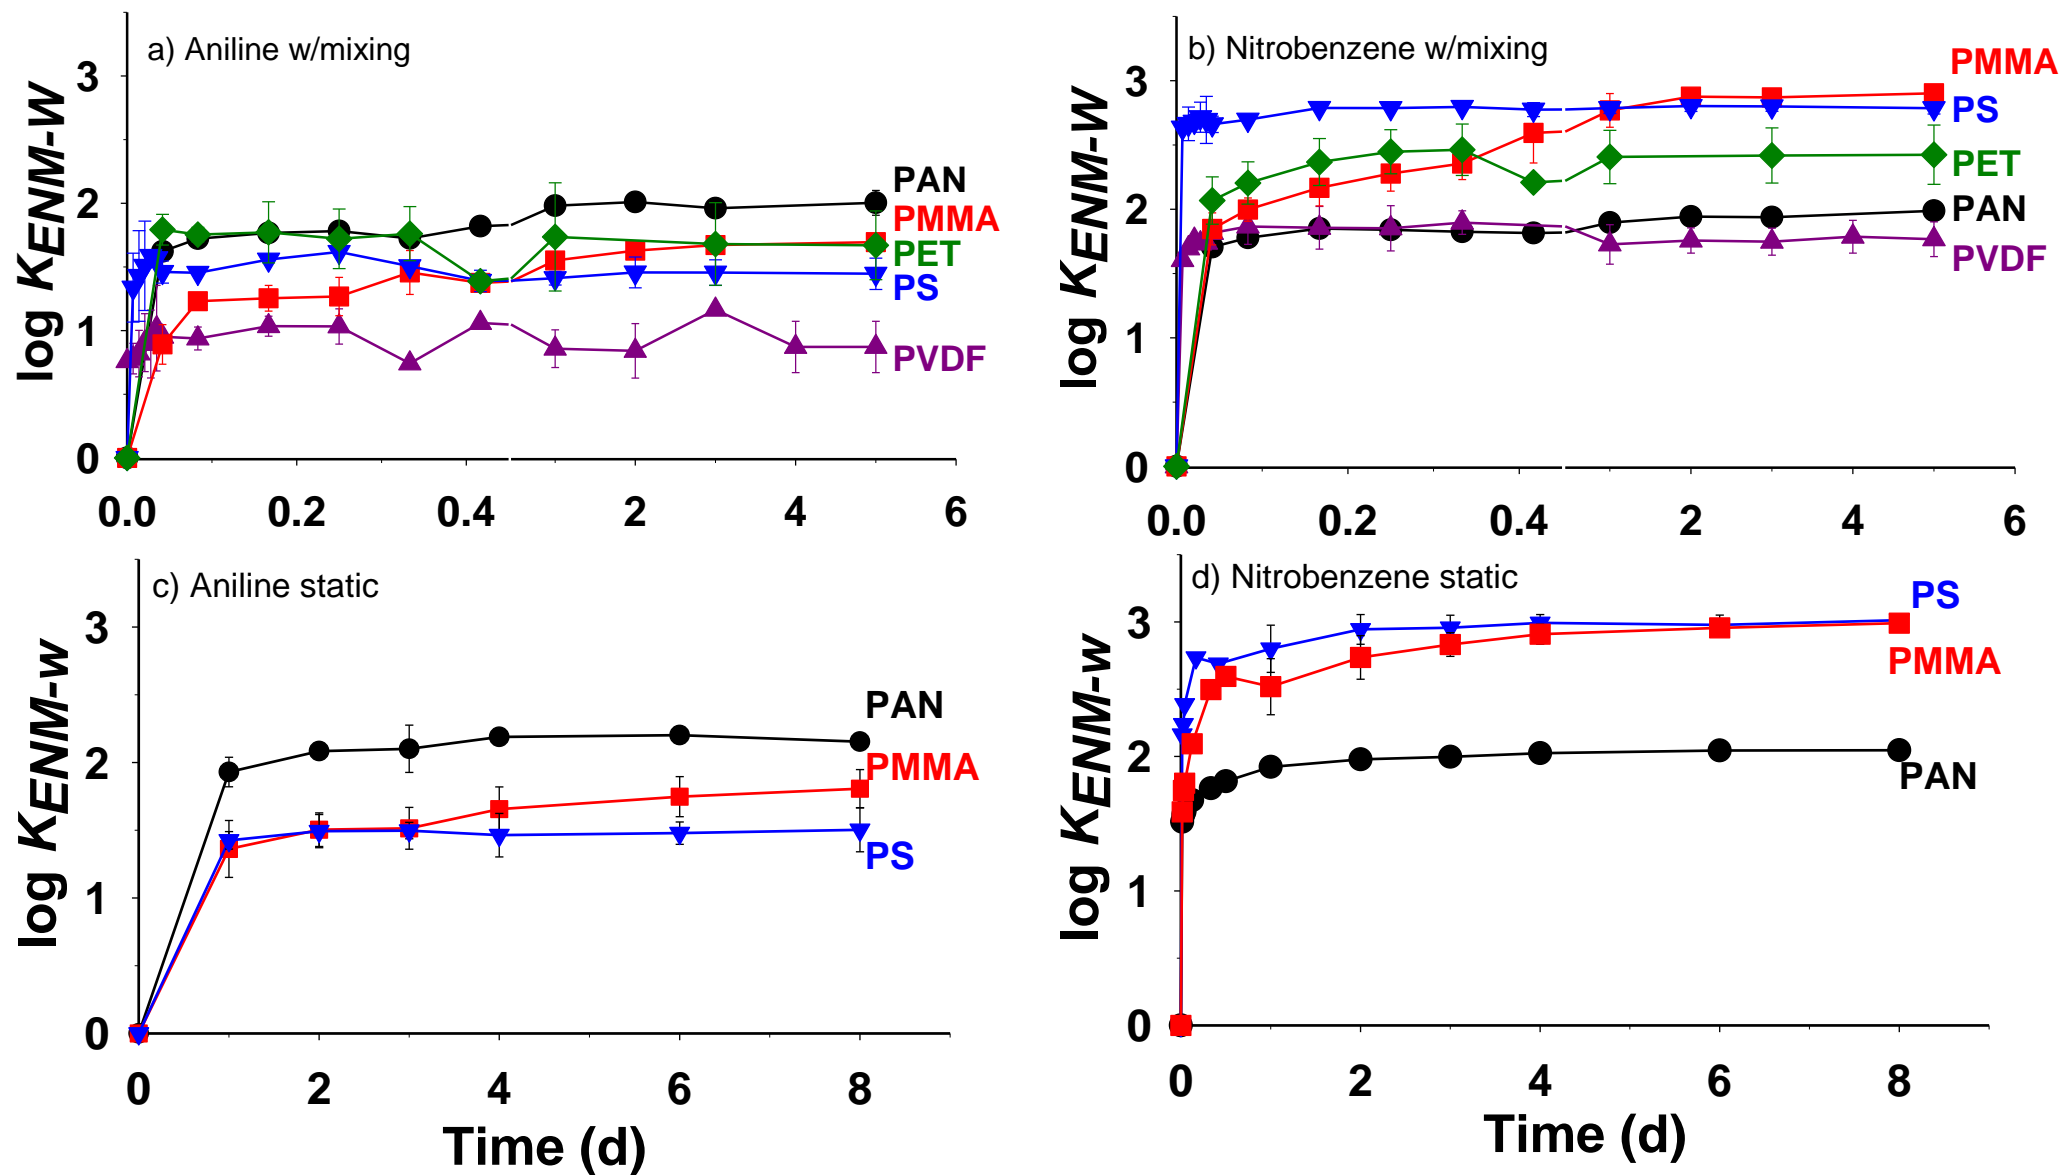 a) Aniline w/mixing
log K_ENM-W
3
2
1
0
PAN
PMMA
PET
PS
PVDF
0.0 0.2 0.4 2 4 6
b) Nitrobenzene w/mixing
log K_ENM-W
3
2
1
0
PMMA
PS
PET
PAN
PVDF
0.0 0.2 0.4 2 4 6
c) Aniline static
log K_ENM-w
3
2
1
0
PAN
PMMA
PS
0 2 4 6 8
Time (d)
d) Nitrobenzene static
log K_ENM-w
3
2
1
0
PS
PMMA
PAN
0 2 4 6 8
Time (d)